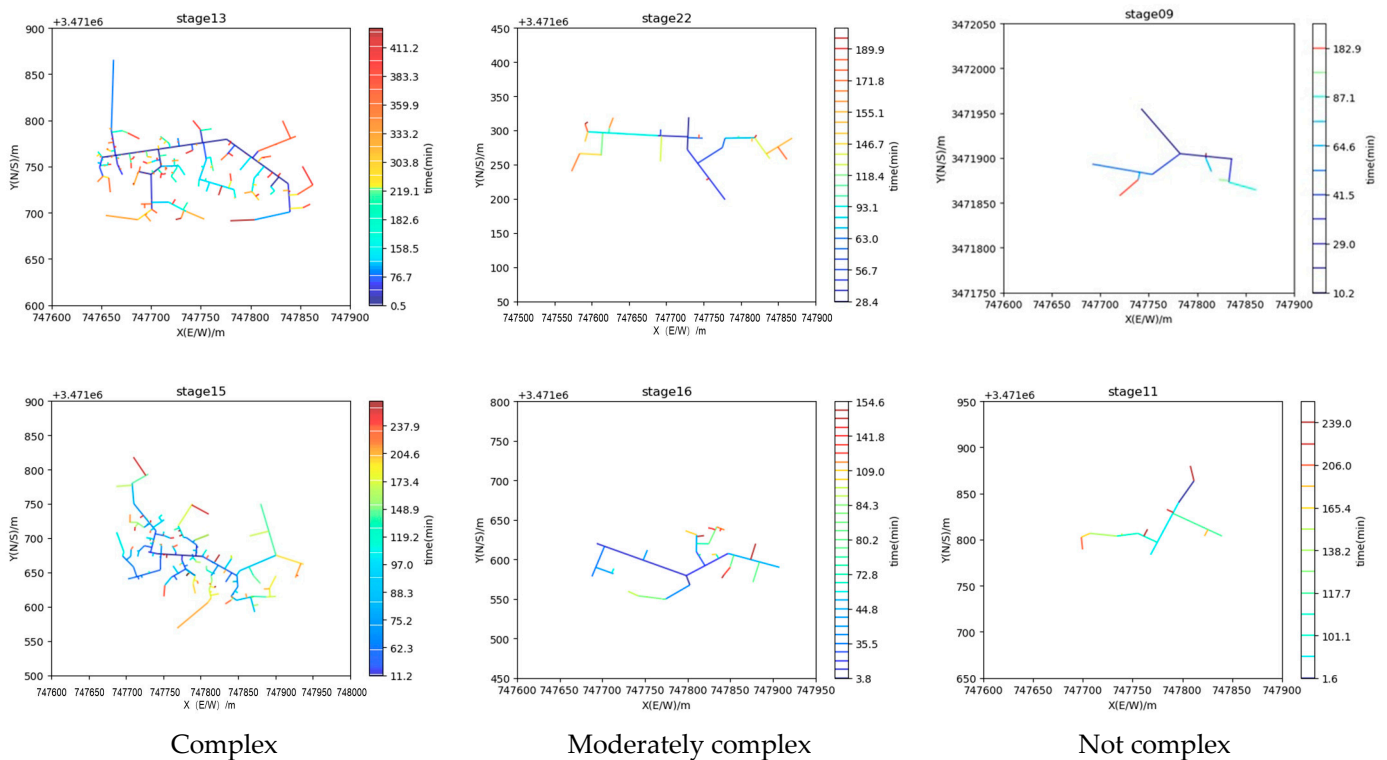 stage13
+3.471e6
900
850
800
750
700
650
600
Y(N/S)/m
747600 747650 747700 747750 747800 747850 747900
X(E/W)/m
411.2
383.3
359.9
333.2
303.8
219.1
182.6
158.5
76.7
0.5
time(min)
stage22
+3.471e6
450
400
350
300
250
200
150
100
50
Y(N/S)/m
747500 747550 747600 747650 747700 747750 747800 747850 747900
X (E/W) /m
189.9
171.8
155.1
146.7
118.4
93.1
63.0
56.7
28.4
time(min)
stage09
3472050
3472000
3471950
3471900
3471850
3471800
3471750
Y(N/S)/m
747600 747650 747700 747750 747800 747850 747900
X(E/W)/m
182.9
87.1
64.6
41.5
29.0
10.2
time(min)
stage15
+3.471e6
900
850
800
750
700
650
600
550
500
Y(N/S)/m
747600 747650 747700 747750 747800 747850 747900 747950 748000
X (E/W) /m
237.9
204.6
173.4
148.9
119.2
97.0
88.3
75.2
62.3
11.2
time(min)
stage16
+3.471e6
800
750
700
650
600
550
500
450
Y(N/S)/m
747600 747650 747700 747750 747800 747850 747900 747950
X(E/W)/m
154.6
141.8
109.0
84.3
80.2
72.8
44.8
35.5
3.8
time(min)
stage11
+3.471e6
950
900
850
800
750
700
650
Y(N/S)/m
747600 747650 747700 747750 747800 747850 747900
X(E/W)/m
239.0
206.0
165.4
138.2
117.7
101.1
1.6
time(min)
Complex
Moderately complex
Not complex